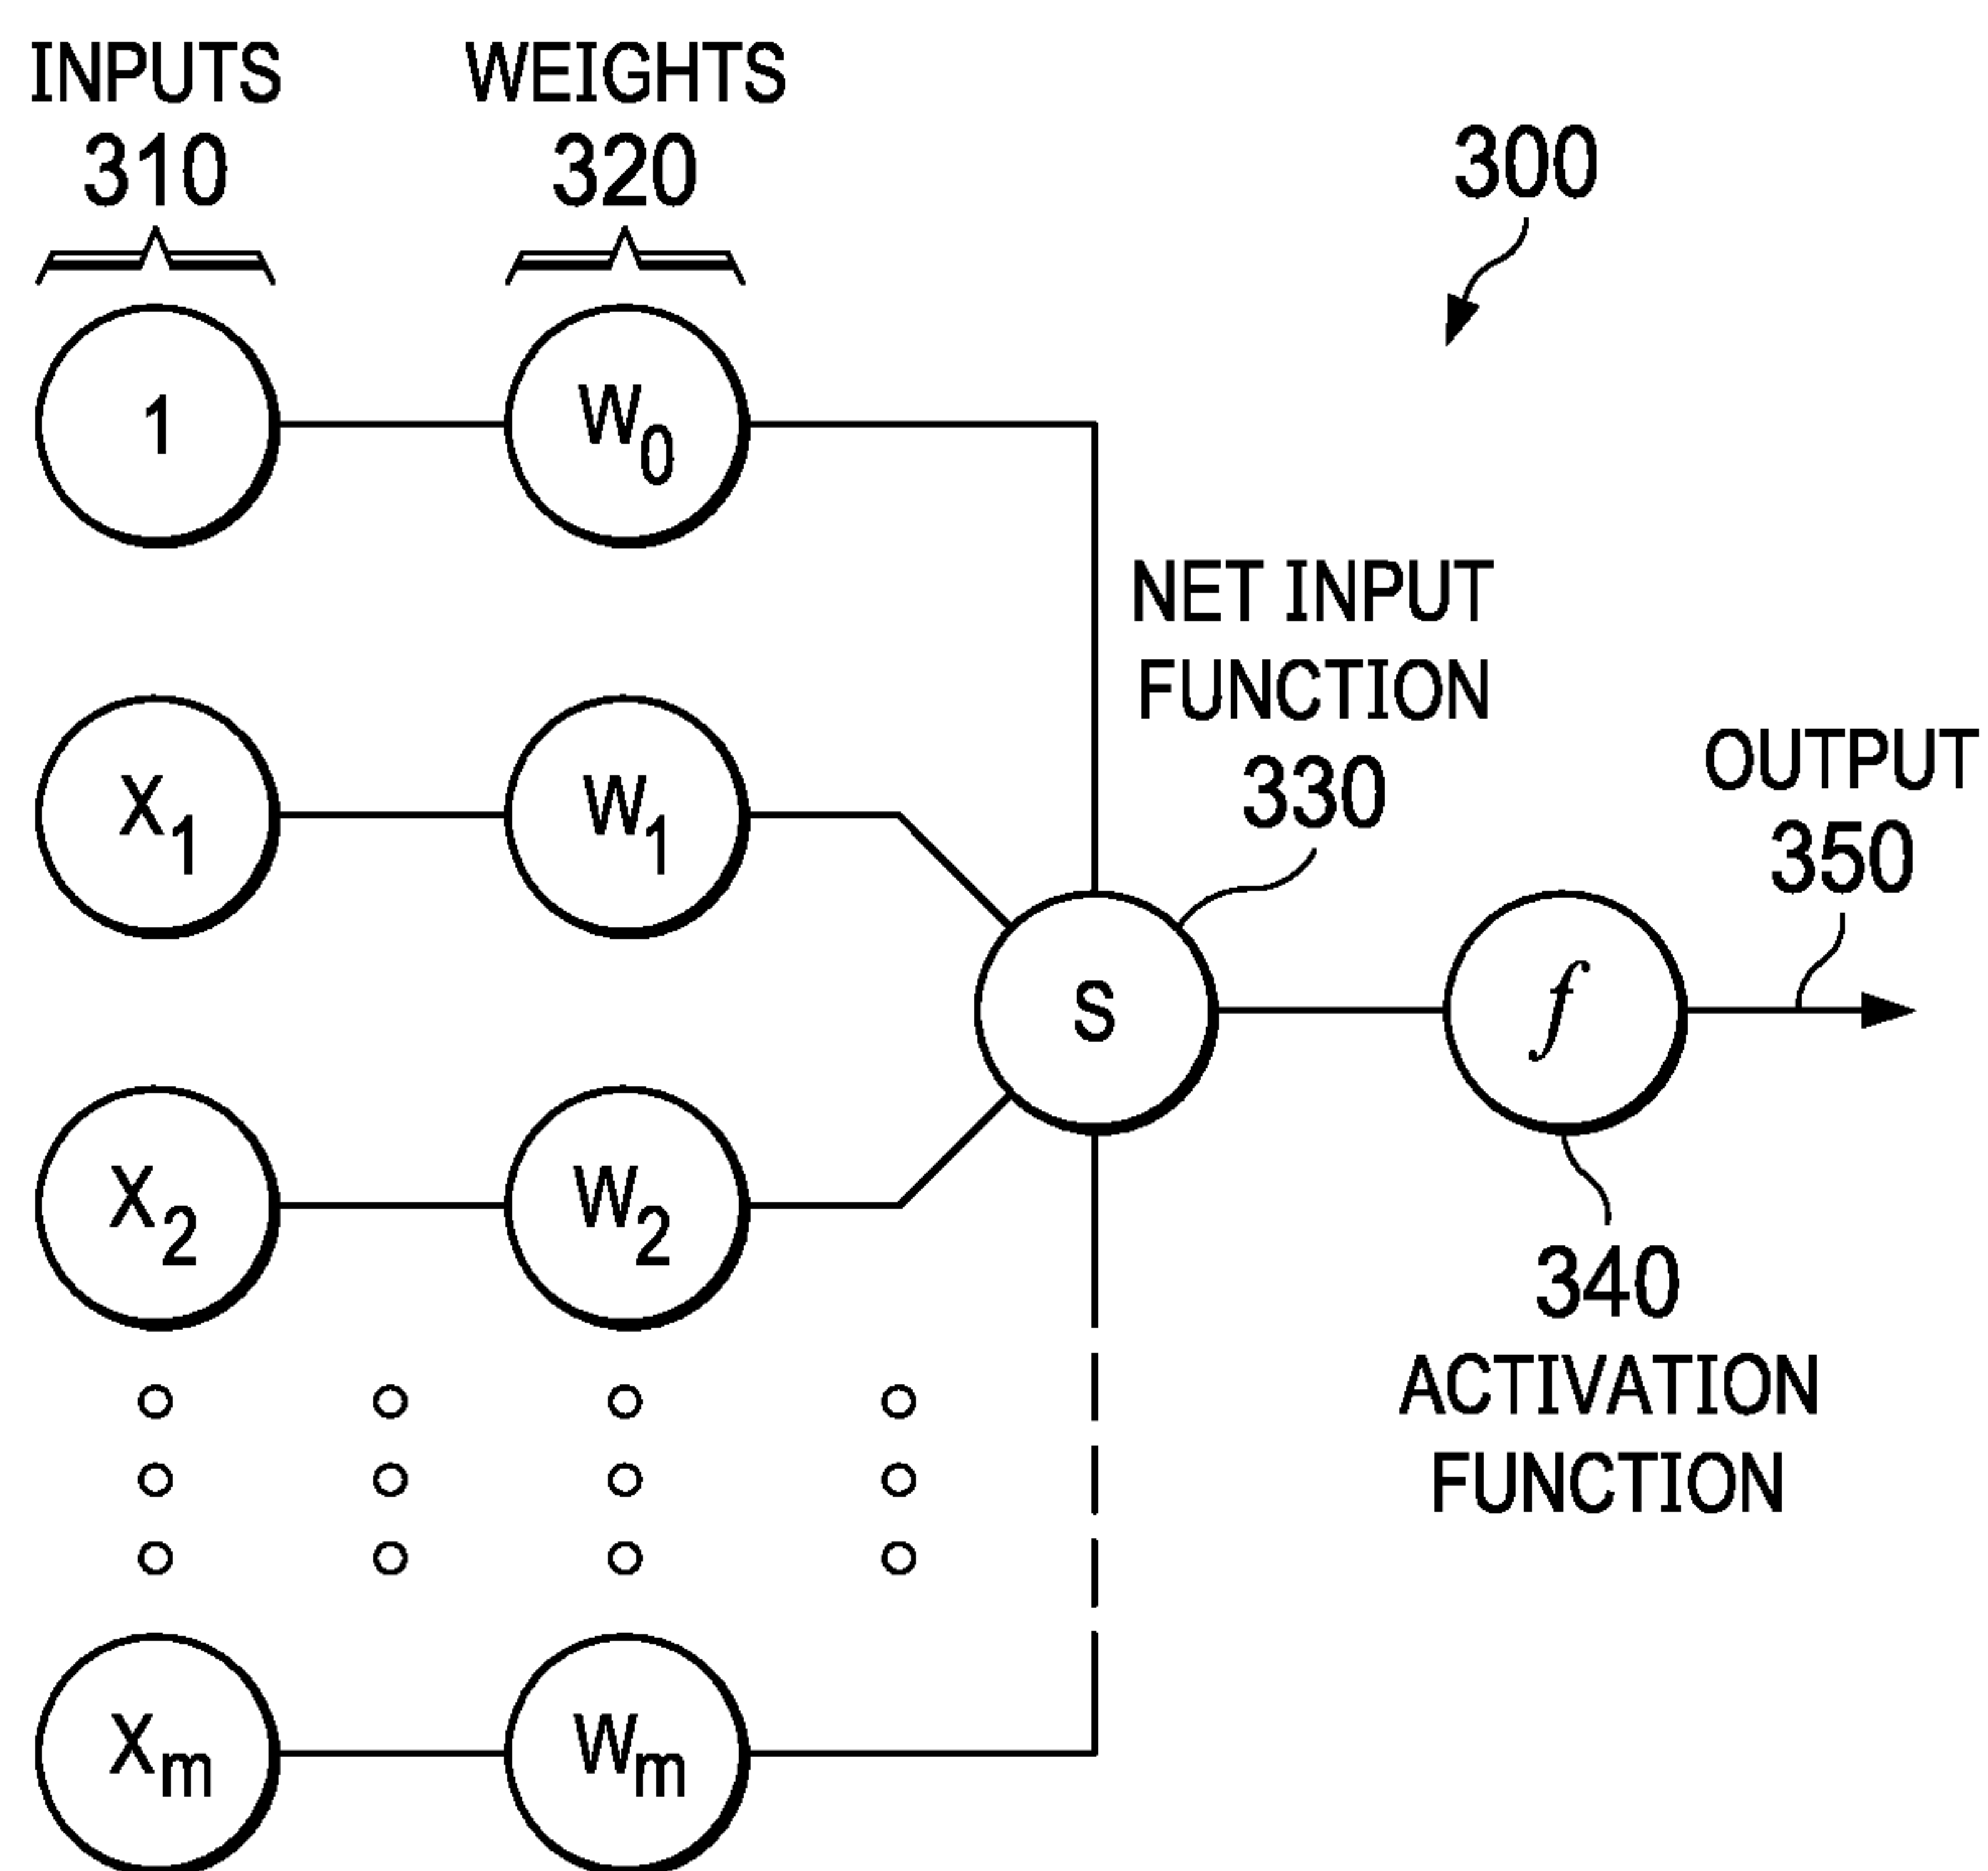 INPUTS
310
WEIGHTS
320
300
1
W0
NET INPUT
FUNCTION
330
OUTPUT
350
X1
W1
S
f
X2
W2
340
ACTIVATION
FUNCTION
Xm
Wm